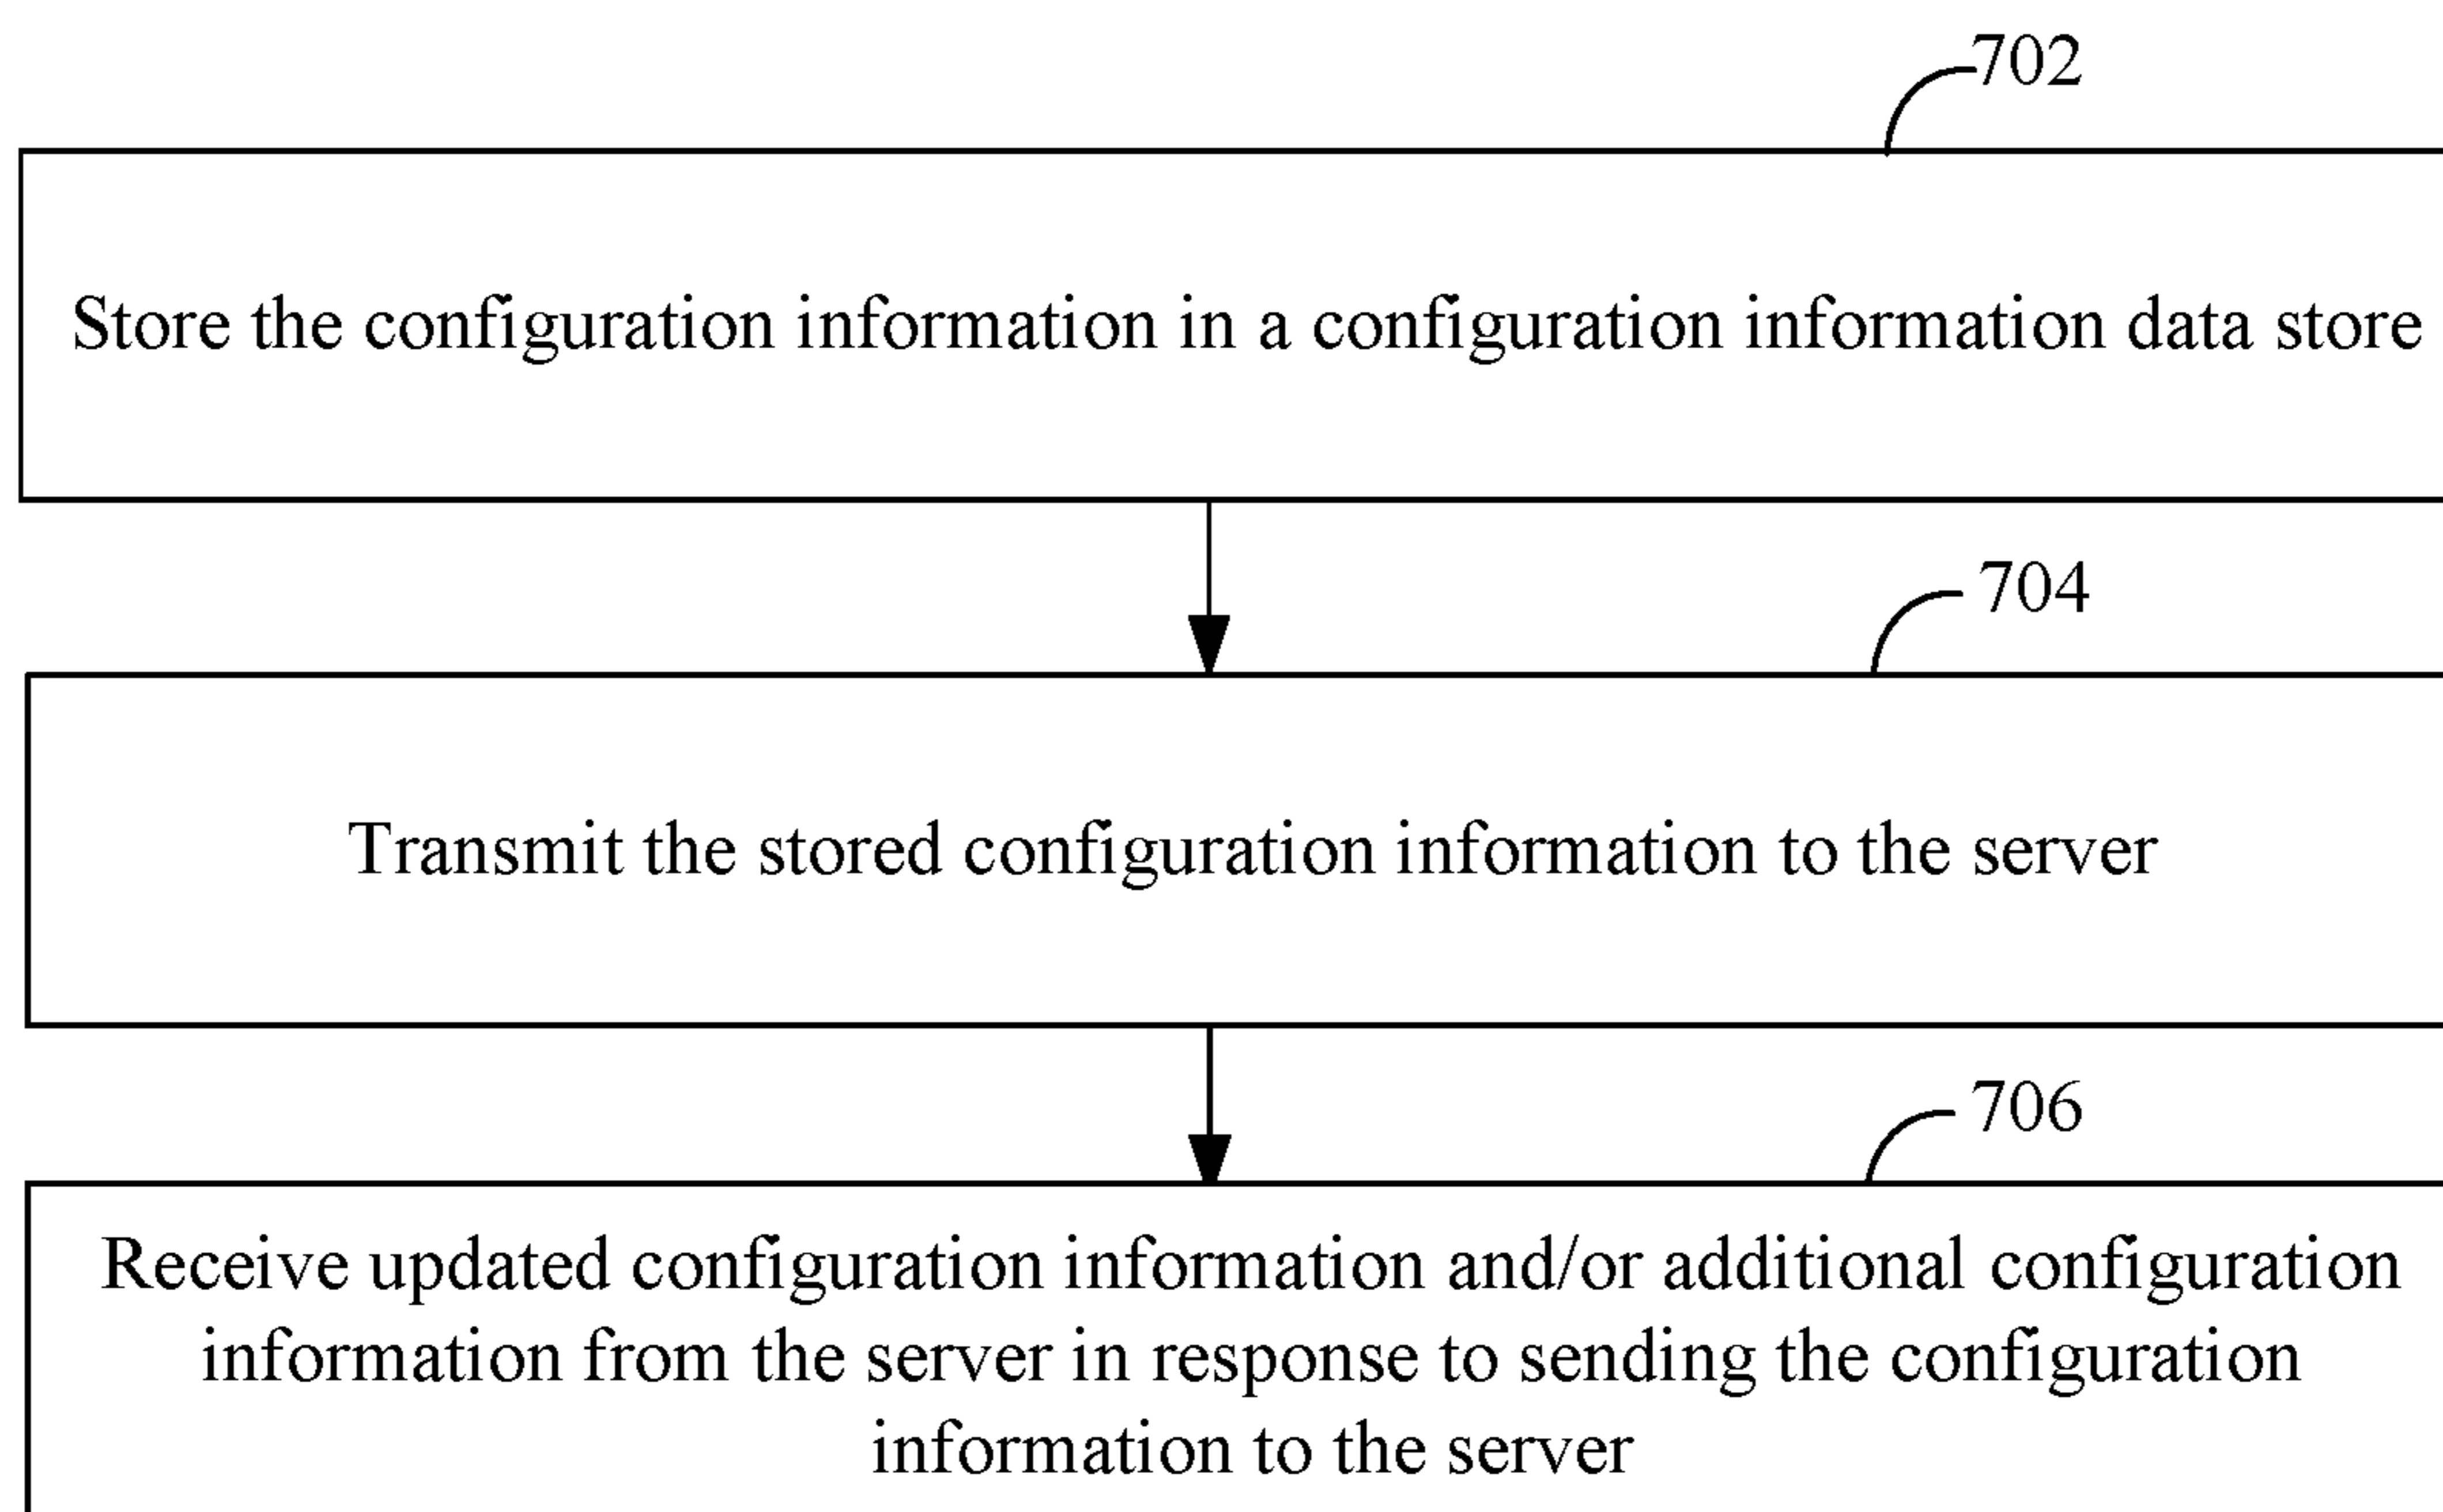 702
Store the configuration information in a configuration information data store
704
Transmit the stored configuration information to the server
706
Receive updated configuration information and/or additional configuration
information from the server in response to sending the configuration
information to the server